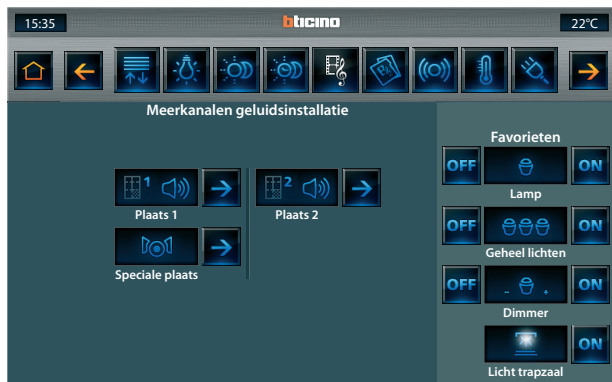 15:35
bticino
22°C
Meerkanalen geluidsinstallatie
Favorieten
1
2
Plaats 1
Plaats 2
Speciale plaats
OFF
ON
Lamp
OFF
ON
Geheel lichten
OFF
- +
ON
Dimmer
ON
Licht trapzaal